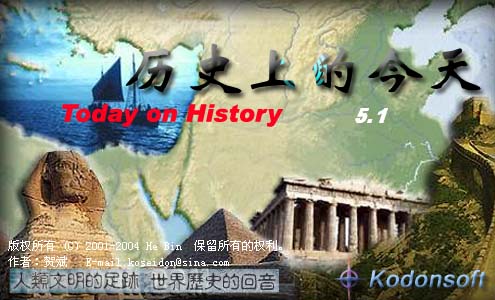 历史上的今天
Today on History 5.1
版权所有 (C) 2001-2004 He Bin 保留所有的权利。
作者：贺斌 E-mail.koseidon@sina.com
人類文明的足跡 世界歷史的回音
Kodonsoft